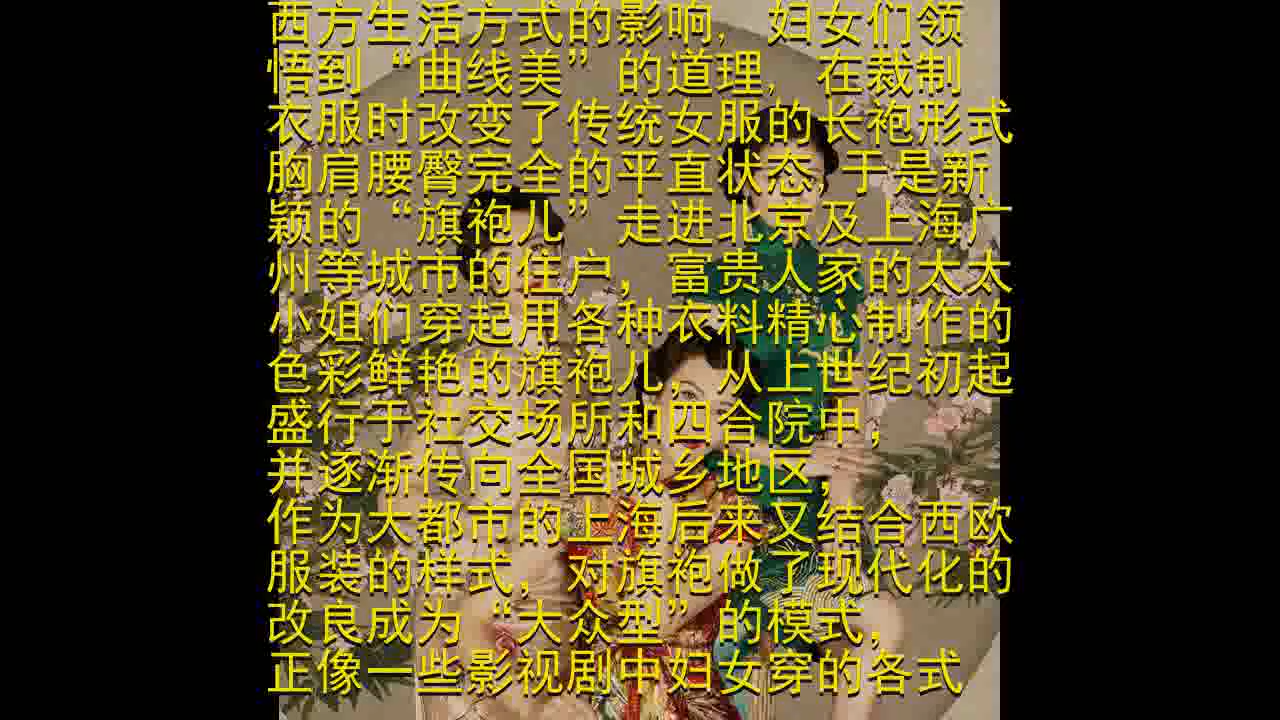 西方生活方式的影响，妇女们领
悟到“曲线美”的道理，在裁制
衣服时改变了传统女服的长袍形式
胸肩腰臀完全的平直状态,于是新
颖的“旗袍儿”走进北京及上海广
州等城市的住户，富贵人家的太太
小姐们穿起用各种衣料精心制作的
色彩鲜艳的旗袍儿，从上世纪初起
盛行于社交场所和四合院中，
并逐渐传向全国城乡地区，
作为大都市的上海后来又结合西欧
服装的样式，对旗袍做了现代化的
改良成为“大众型”的模式，
正像一些影视剧中妇女穿的各式